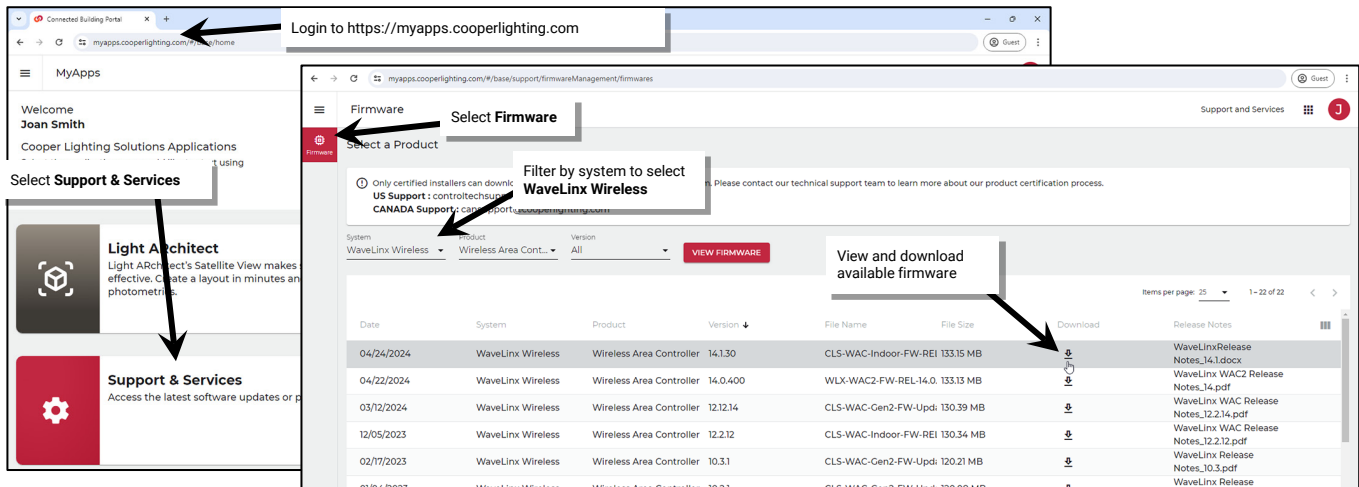 Connected Building Portal
Login to https://myapps.cooperlighting.com
myapps.cooperlighting.com/#/base/home
Guest
MyApps
Welcome
Joan Smith
Cooper Lighting Solutions Applications
using
Select Support & Services
Light ARchitect
Light ARchitect's Satellite View makes
effective. Create a layout in minutes an
photometrics.
Support & Services
Access the latest software updates or p
myapps.cooperlighting.com/#/base/support/firmwareManagement/firmwares
Guest
Firmware
Select Firmware
Support and Services
J
Firmware
Select a Product
Filter by system to select
WaveLinx Wireless
Only certified installers can downlo
Please contact our technical support team to learn more about our product certification process.
US Support : controltechsup
CANADA Support :
System Product Version
WaveLinx Wireless Wireless Area Cont... All VIEW FIRMWARE
View and download
available firmware
Items per page: 25 1 – 22 of 22
Date System Product Version File Name File Size Download Release Notes
04/24/2024 WaveLinx Wireless Wireless Area Controller 14.1.30 CLS-WAC-Indoor-FW-REL 133.15 MB WaveLinxRelease
Notes_14.1.docx
04/22/2024 WaveLinx Wireless Wireless Area Controller 14.0.400 WLX-WAC2-FW-REL-14.0. 133.13 MB WaveLinx WAC2 Release
Notes_14.pdf
03/12/2024 WaveLinx Wireless Wireless Area Controller 12.12.14 CLS-WAC-Gen2-FW-Upd 130.39 MB WaveLinx WAC Release
Notes_12.2.14.pdf
12/05/2023 WaveLinx Wireless Wireless Area Controller 12.2.12 CLS-WAC-Indoor-FW-REL 130.34 MB WaveLinx WAC Release
Notes_12.2.12.pdf
02/17/2023 WaveLinx Wireless Wireless Area Controller 10.3.1 CLS-WAC-Gen2-FW-Upd 120.21 MB WaveLinx Release
Notes_10.3.pdf
WaveLinx Release